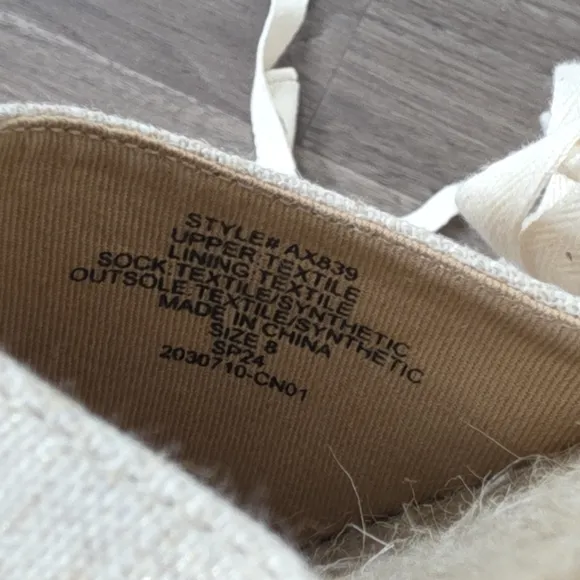 STYLE# AX839
UPPER:TEXTILE
LINING:TEXTILE
SOCK:TEXTILE/SYNTHETIC
OUTSOLE:TEXTILE/SYNTHETIC
MADE IN CHINA
SIZE 8
SP24
2030710-CN01